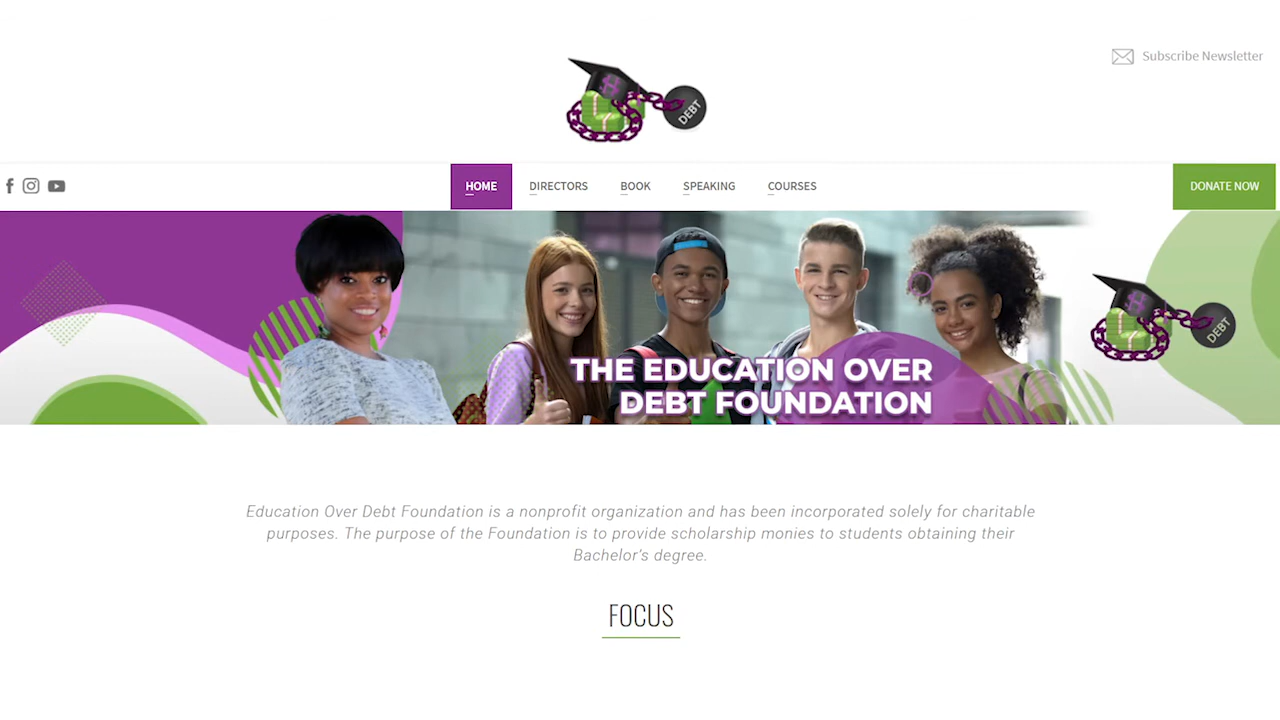 Subscribe Newsletter
H
DEBT
HOME
DIRECTORS
BOOK
SPEAKING
COURSES
DONATE NOW
H
DEBT
THE EDUCATION OVER
DEBT FOUNDATION
Education Over Debt Foundation is a nonprofit organization and has been incorporated solely for charitable
purposes. The purpose of the Foundation is to provide scholarship monies to students obtaining their
Bachelor's degree.
FOCUS